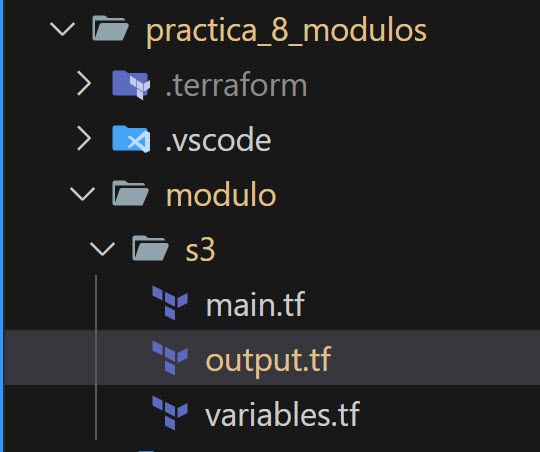 practica_8_modulos
.terraform
.vscode
modulo
s3
main.tf
output.tf
variables.tf